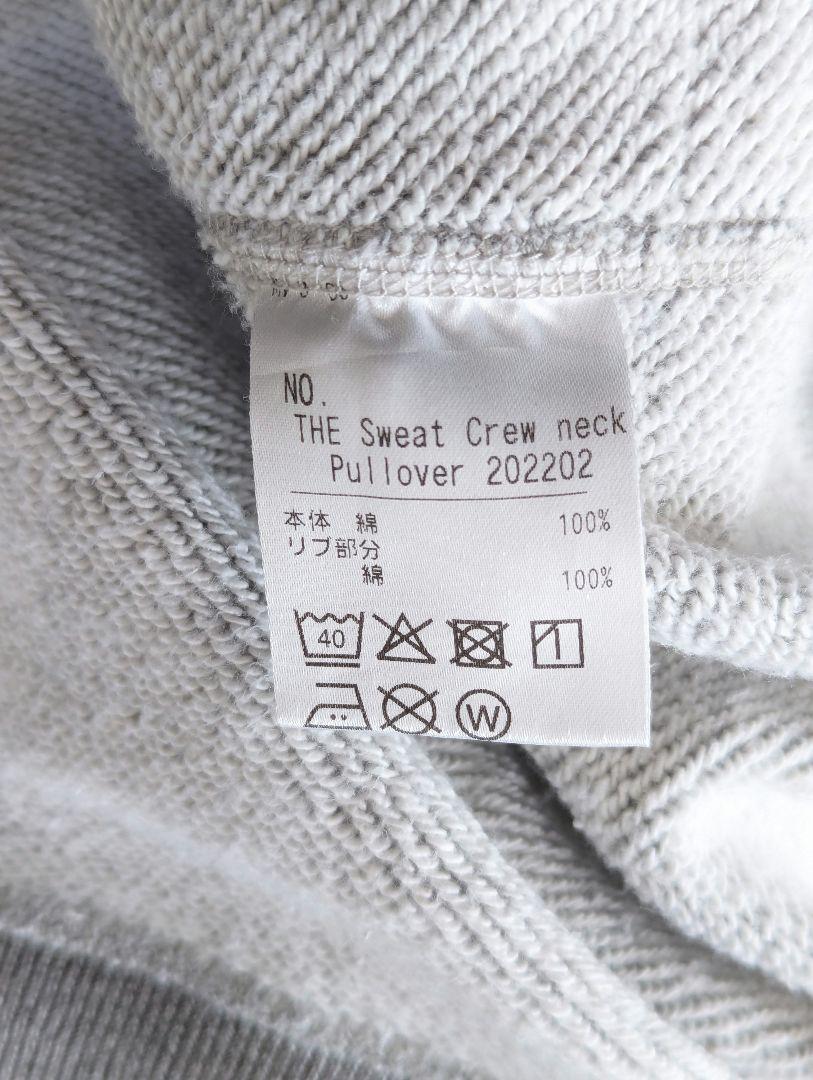 NO.
THE Sweat Crew neck
Pullover 202202
本体 綿 100%
リブ部分
綿 100%
40
W